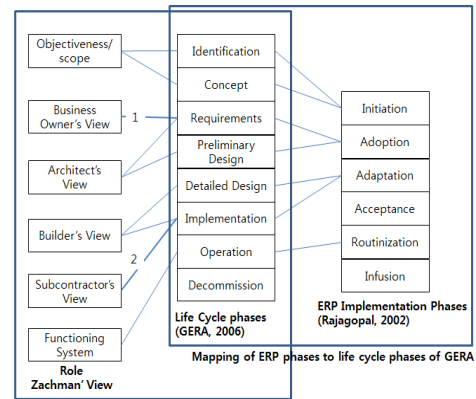 Objectiveness/
scope
Business
Owner's View
Architect's
View
Builder's View
Subcontractor's
View
Functioning
System
Role
Zachman' View
1
2
Identification
Concept
Requirements
Preliminary
Design
Detailed Design
Implementation
Operation
Decommission
Life Cycle phases
(GERA, 2006)
Initiation
Adoption
Adaptation
Acceptance
Routinization
Infusion
ERP Implementation Phases
(Rajagopal, 2002)
Mapping of ERP phases to life cycle phases of GERA